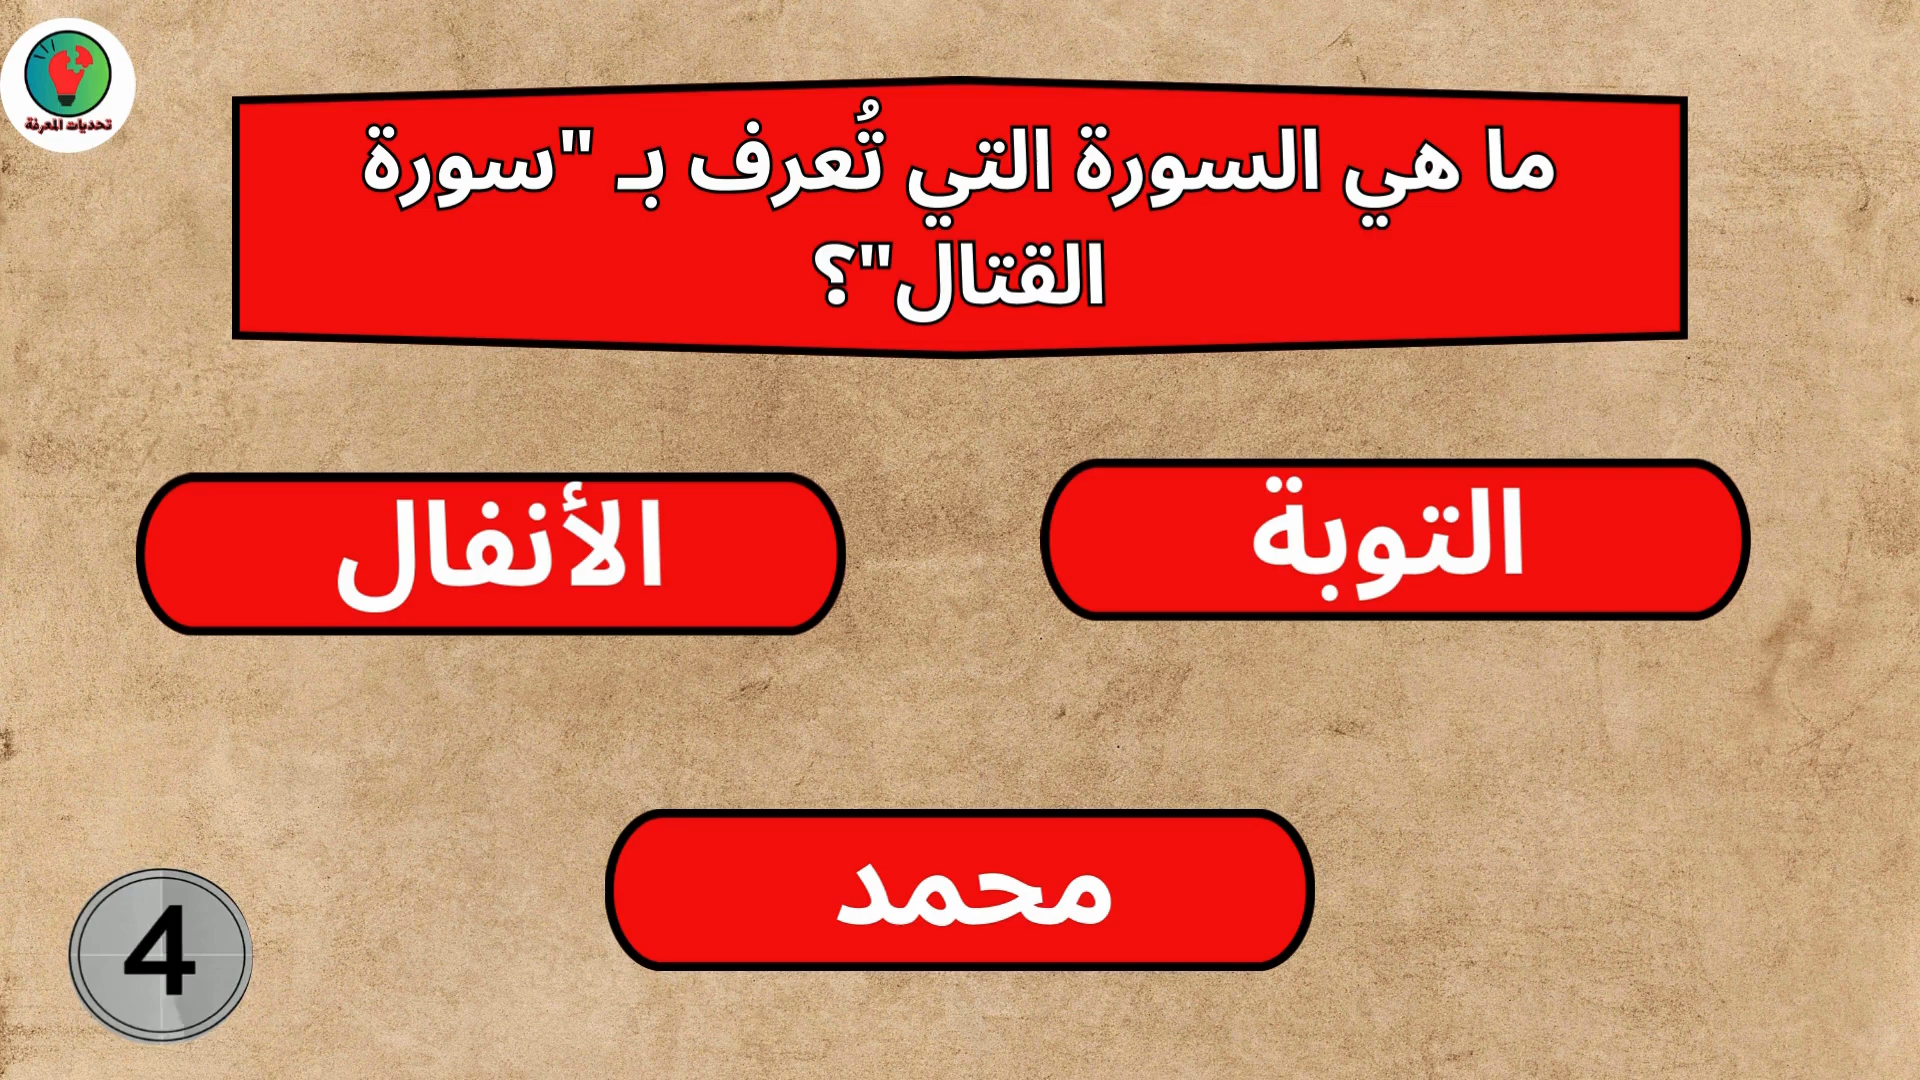 تحديات المعرفة
ما هي السورة التي تُعرف بـ "سورة
القتال"؟
التوبة
الأنفال
محمد
4